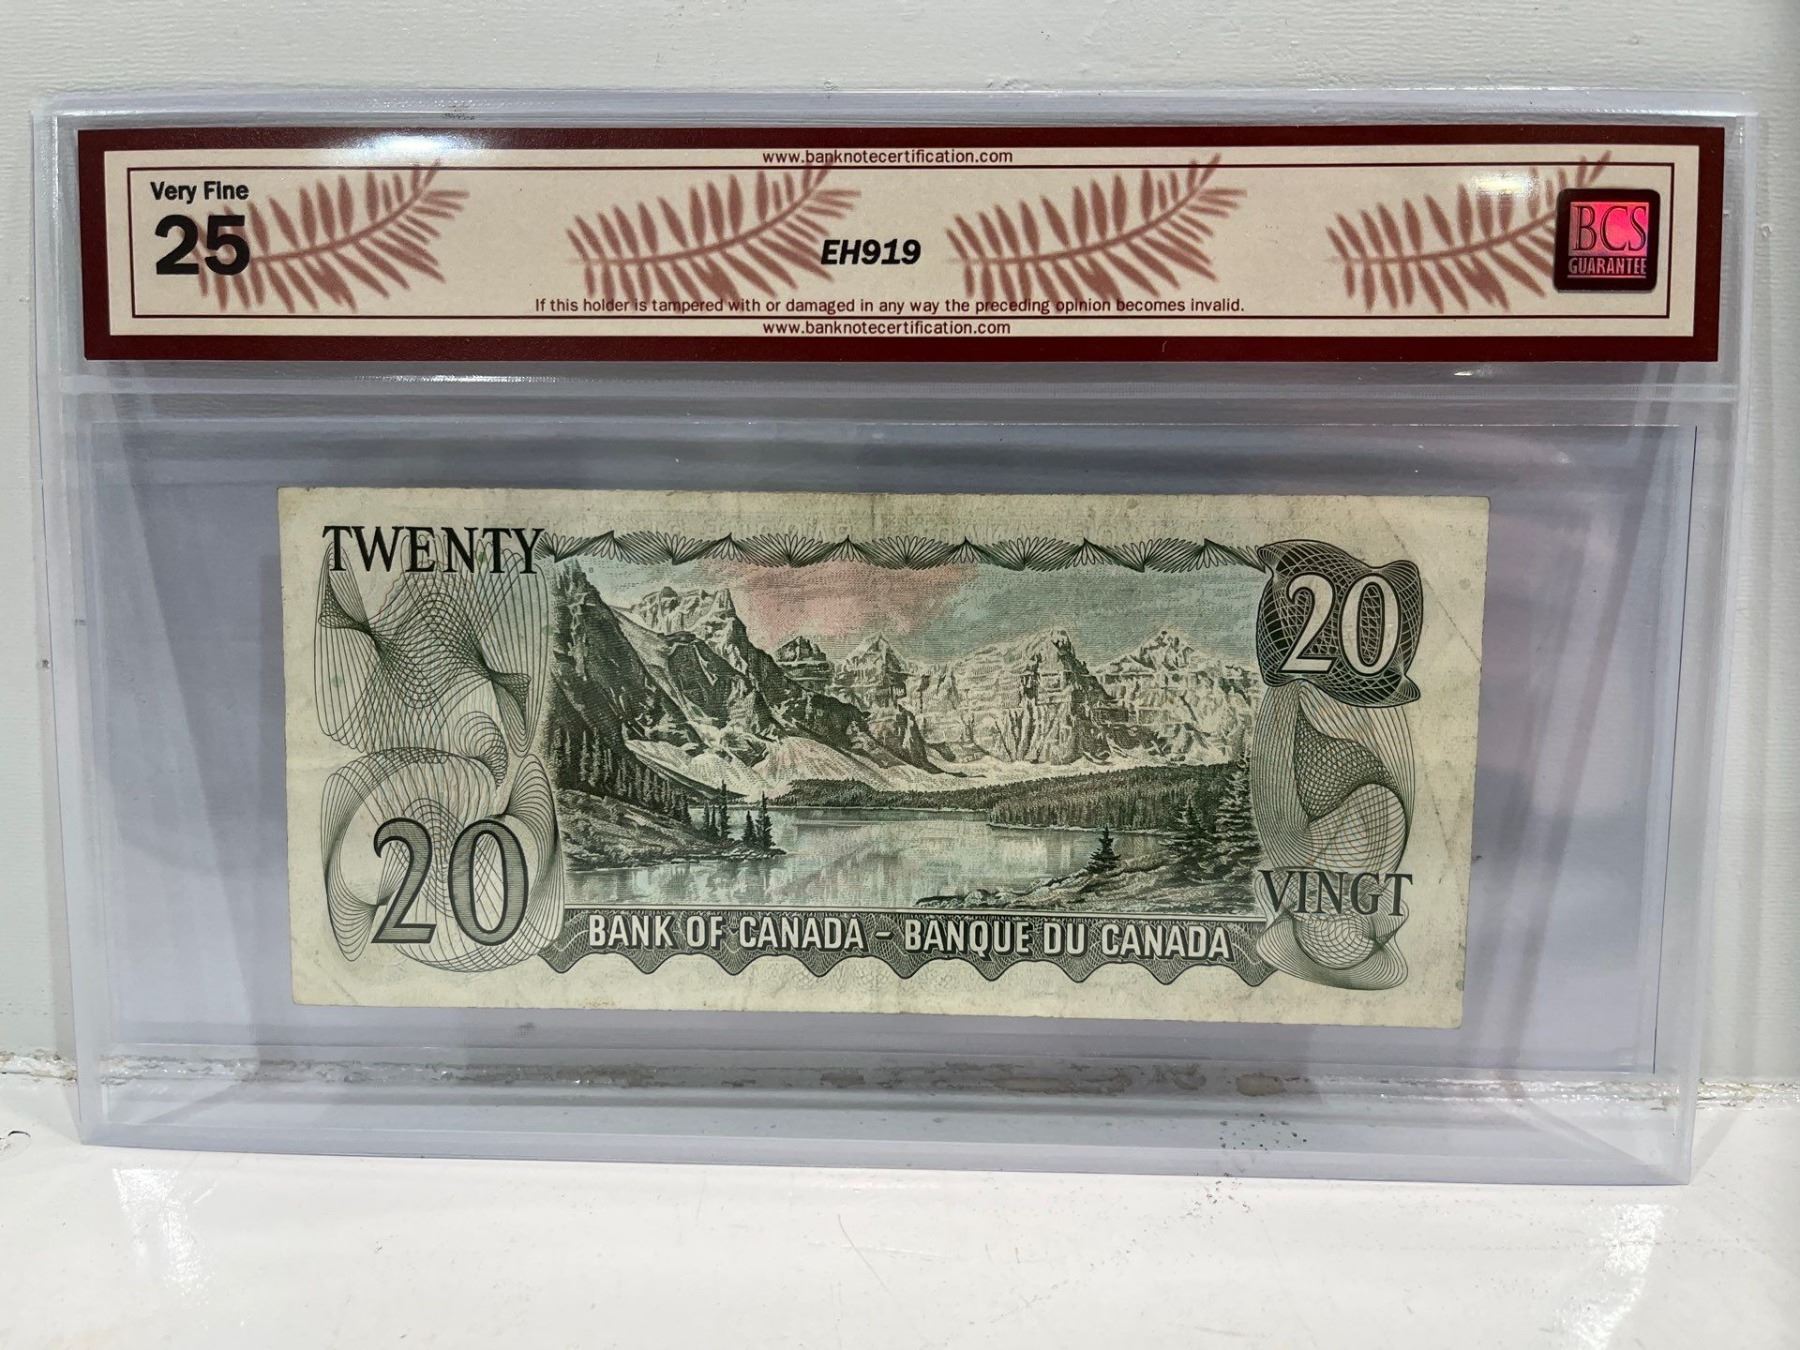 www.banknotecertification.com
Very Fine
25
EH919
BCS
GUARANTEE
If this holder is tampered with or damaged in any way the preceding opinion becomes invalid.
www.banknotecertification.com
TWENTY
20
20
VINGT
BANK OF CANADA – BANQUE DU CANADA